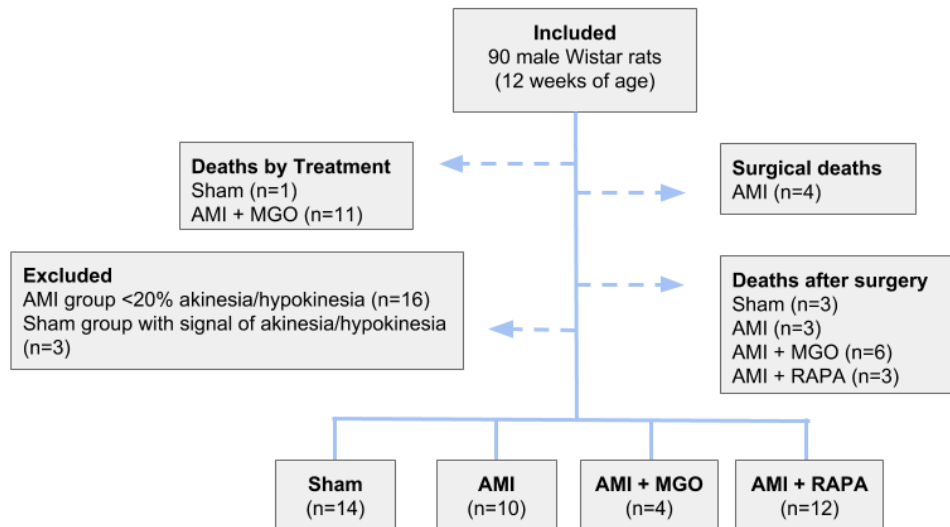 Included
90 male Wistar rats
(12 weeks of age)
Deaths by Treatment
Sham (n=1)
AMI + MGO (n=11)
Surgical deaths
AMI (n=4)
Excluded
AMI group <20% akinesia/hypokinesia (n=16)
Sham group with signal of akinesia/hypokinesia
(n=3)
Deaths after surgery
Sham (n=3)
AMI (n=3)
AMI + MGO (n=6)
AMI + RAPA (n=3)
Sham
(n=14)
AMI
(n=10)
AMI + MGO
(n=4)
AMI + RAPA
(n=12)